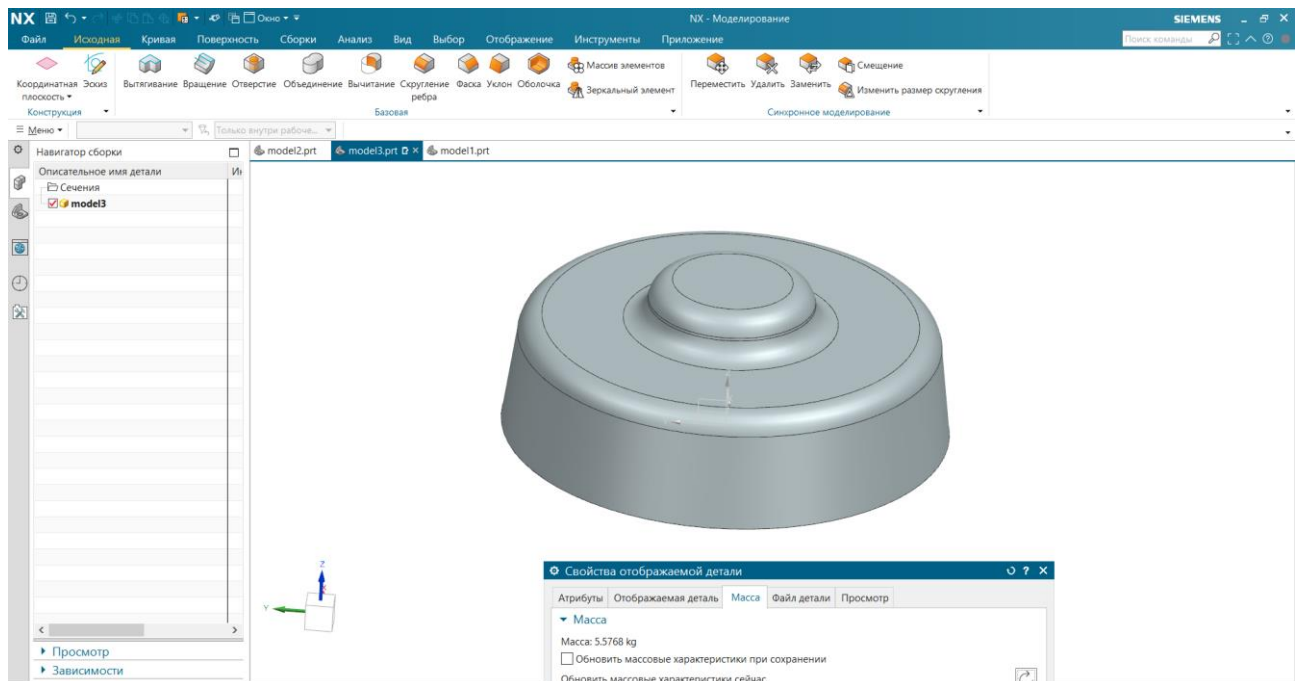 NX Окно NX - Моделирование SIEMENS
Файл Исходная Кривая Поверхность Сборки Анализ Вид Выбор Отображение Инструменты Приложение Поиск команды
Координатная плоскость Эскиз Вытягивание Вращение Отверстие Объединение Вычитание Скругление ребра Фаска Уклон Оболочка Массив элементов Зеркальный элемент Переместить Удалить Заменить Смещение Изменить размер скругления
Конструкция Базовая Синхронное моделирование
Меню Только внутри рабоче...
Навигатор сборки model2.prt model3.prt model1.prt
Описательное имя детали
Сечения
model3
Z
Y
Свойства отображаемой детали
Атрибуты Отображаемая деталь Масса Файл детали Просмотр
Масса
Масса: 5.5768 kg
Просмотр
Обновить массовые характеристики при сохранении
Зависимости
Обновить массовые характеристики сейчас